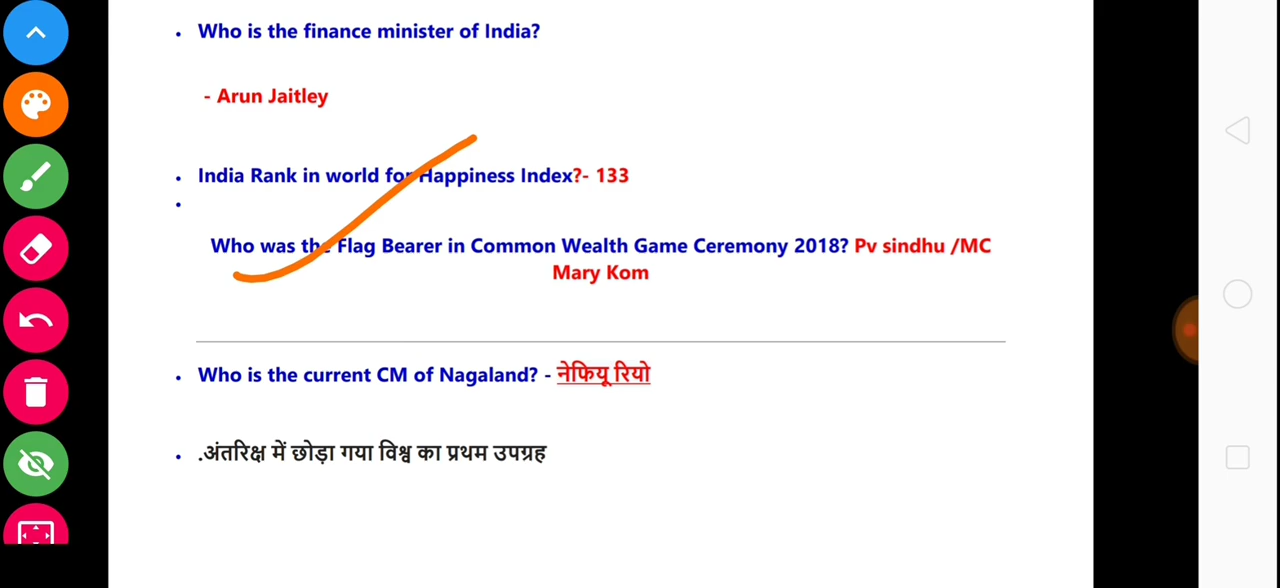 • Who is the finance minister of India?
- Arun Jaitley
• India Rank in world for Happiness Index?- 133
•
Who was the Flag Bearer in Common Wealth Game Ceremony 2018? Pv sindhu /MC
Mary Kom
• Who is the current CM of Nagaland? - नेफियू रियो
• .अंतरिक्ष में छोड़ा गया विश्व का प्रथम उपग्रह